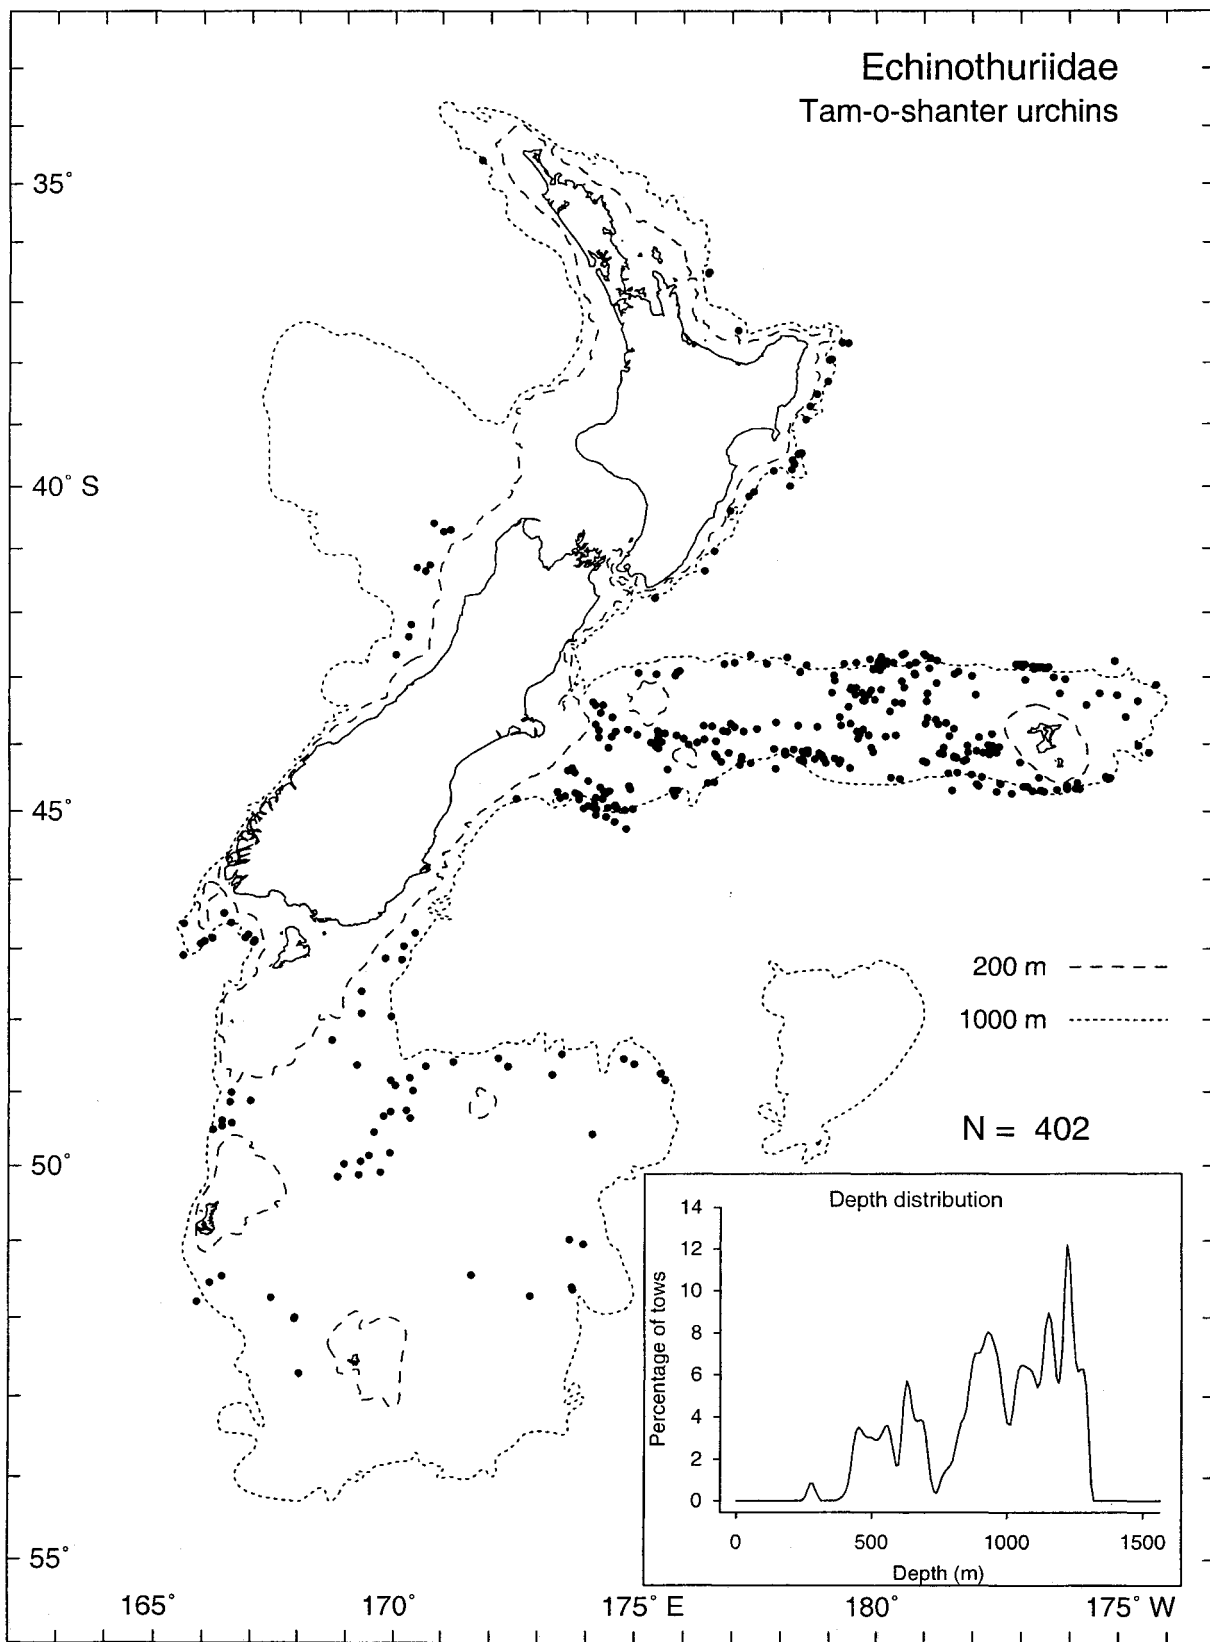 Echinothuriidae
Tam-o-shanter urchins
35°
40° S
45°
50°
55°
165°
170°
175° E
180°
175° W
200 m
1000 m
N = 402
Depth distribution
Percentage of tows
14
12
10
8
6
4
2
0
0
500
1000
1500
Depth (m)